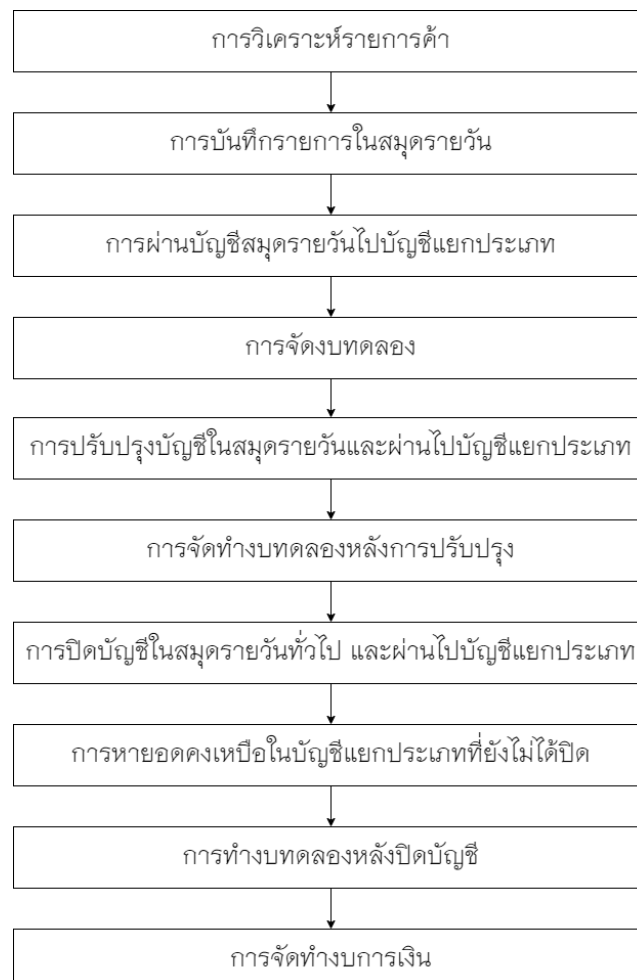 การวิเคราะห์รายการค้า
การบันทึกรายการในสมุดรายวัน
การผ่านบัญชีสมุดรายวันไปบัญชีแยกประเภท
การจัดงบทดลอง
การปรับปรุงบัญชีในสมุดรายวันและผ่านไปบัญชีแยกประเภท
การจัดทำงบทดลองหลังการปรับปรุง
การปิดบัญชีในสมุดรายวันทั่วไป และผ่านไปบัญชีแยกประเภท
การหายอดคงเหบือในบัญชีแยกประเภทที่ยังไม่ได้ปิด
การทำงบทดลองหลังปิดบัญชี
การจัดทำงบการเงิน